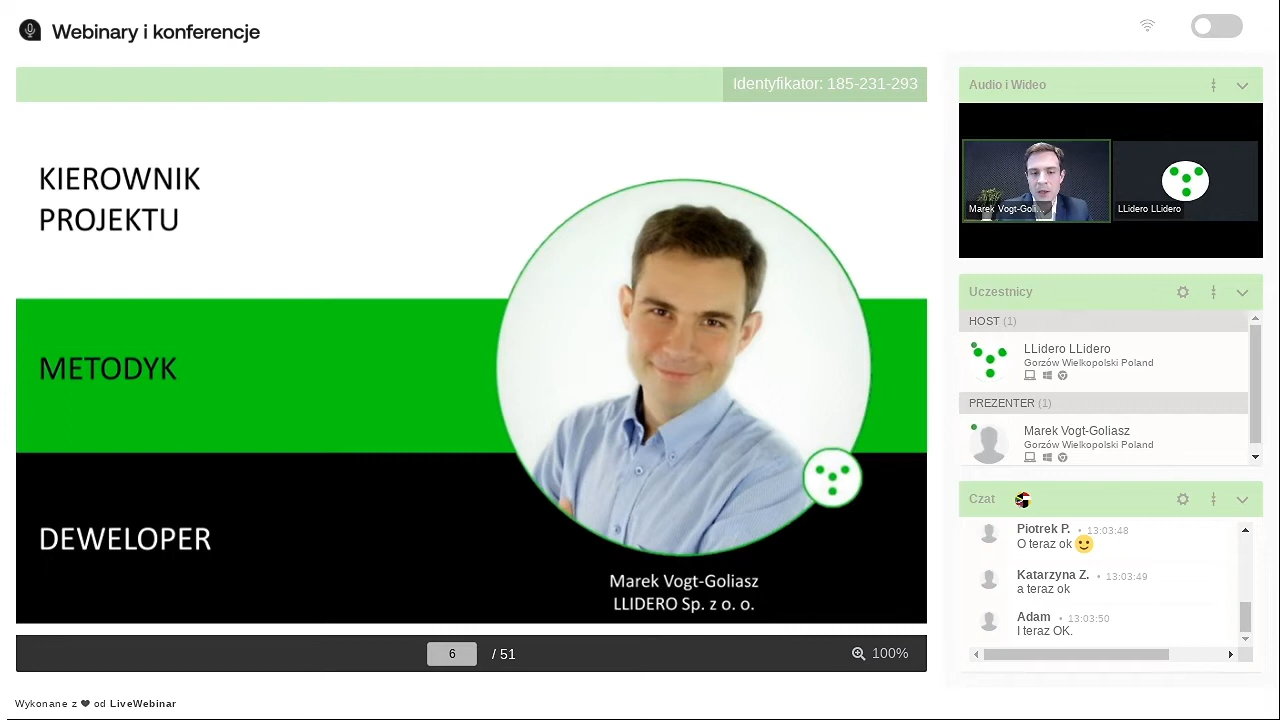 Webinary i konferencje
Identyfikator: 185-231-293
KIEROWNIK
PROJEKTU
METODYK
DEWELOPER
Marek Vogt-Goliasz
LLIDERO Sp. z o. o.
6 / 51
100%
Wykonane z od LiveWebinar
Audio i Wideo
Marek Vogt-Goli...
LLidero LLidero
Uczestnicy
HOST (1)
LLidero LLidero
Gorzów Wielkopolski Poland
PREZENTER (1)
Marek Vogt-Goliasz
Gorzów Wielkopolski Poland
Czat
Piotrek P. • 13:03:48
O teraz ok 🙂
Katarzyna Z. • 13:03:49
a teraz ok
Adam • 13:03:50
I teraz OK.